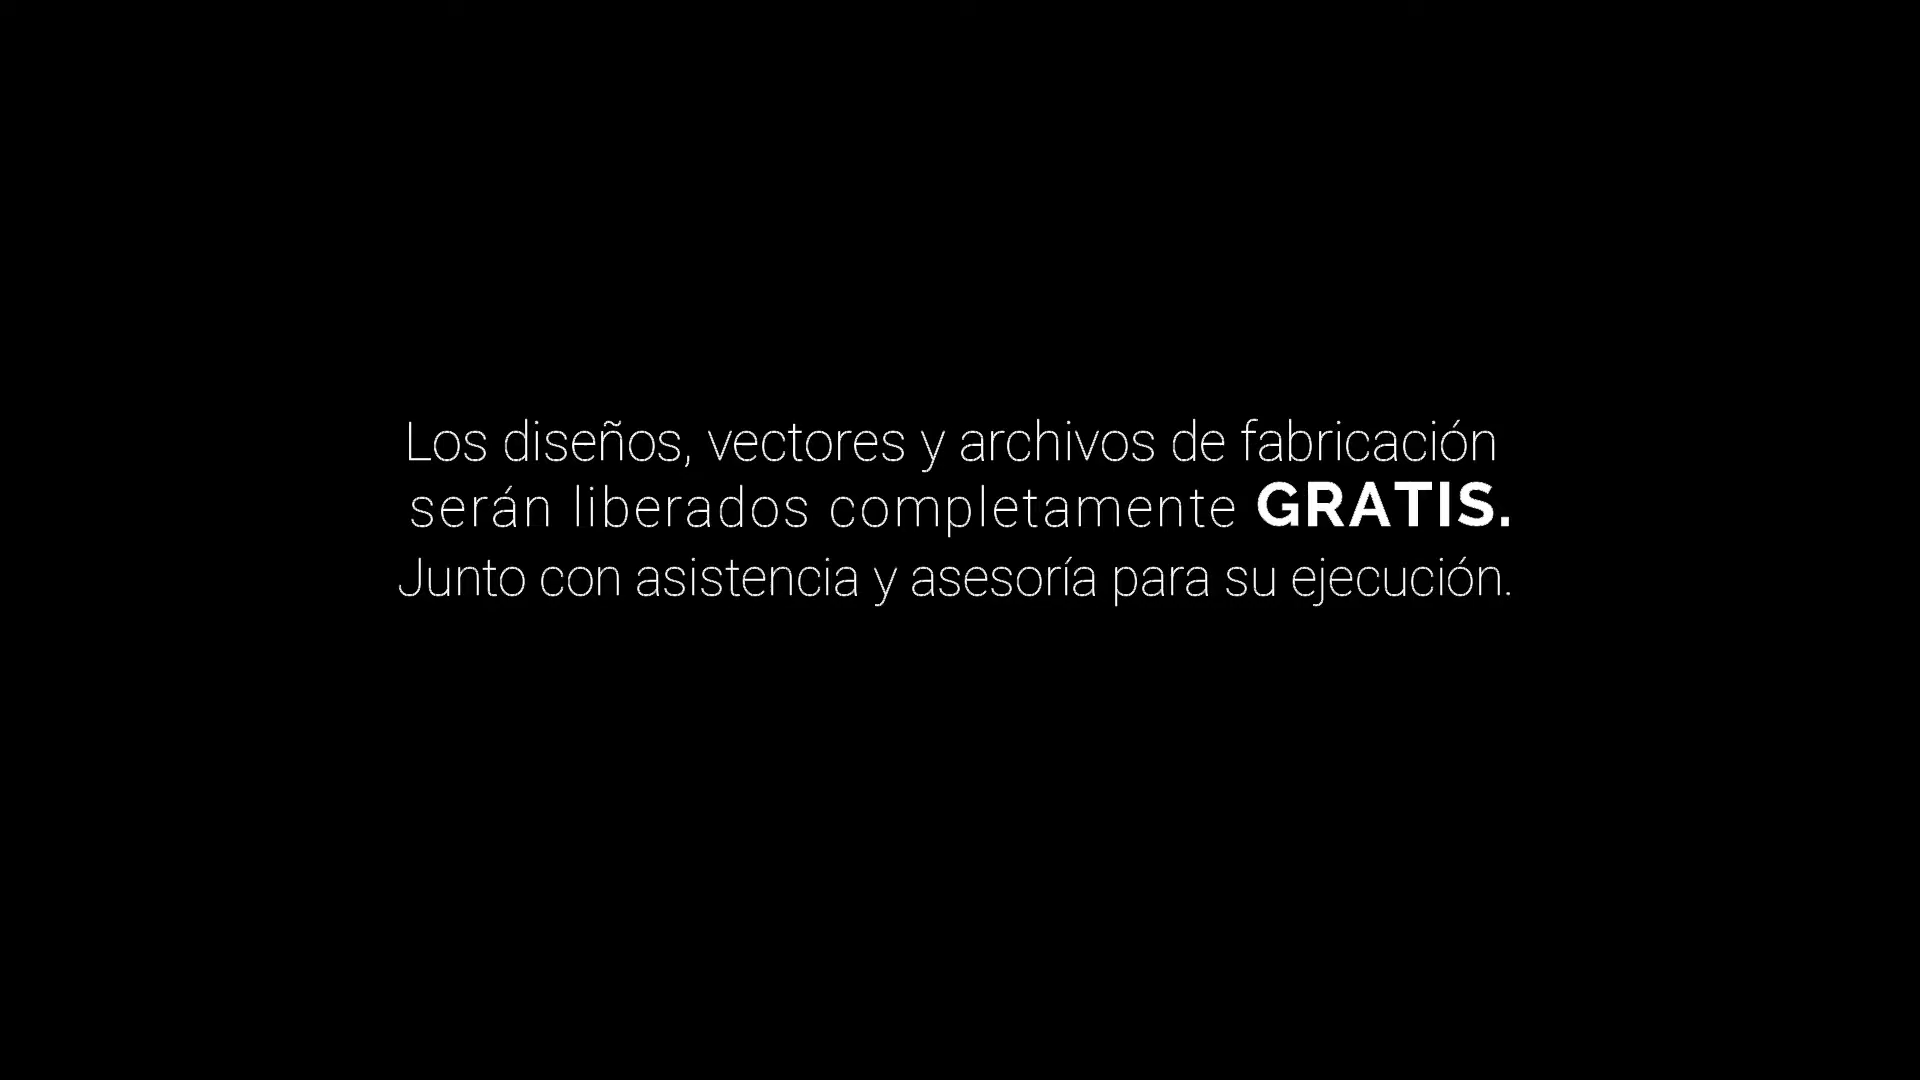 Los diseños, vectores y archivos de fabricación
serán liberados completamente GRATIS.
Junto con asistencia y asesoría para su ejecución.